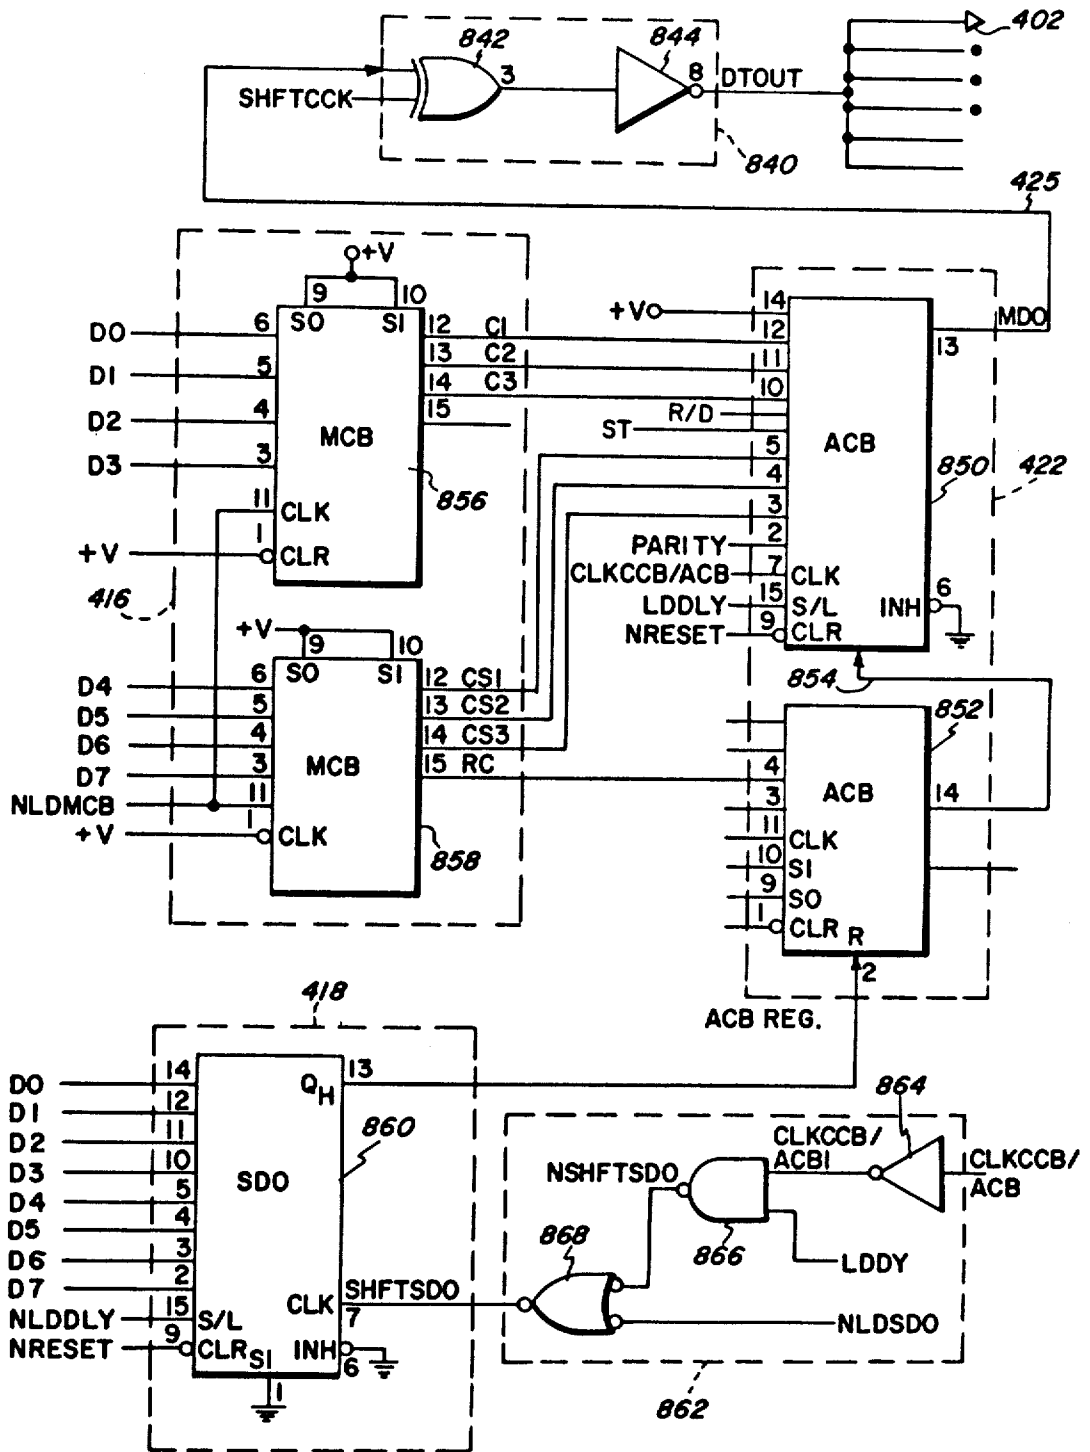 842
844
402
3
8
DTOUT
SHFTCCK
840
425
+V
9
10
SO
SI
D0
6
12
C1
D1
5
13
C2
D2
4
14
C3
D3
3
15
MCB
856
11
CLK
+V
1
CLR
416
+V
14
12
11
10
R/D
ST
5
4
3
PARITY
2
CLKCCB/ACB
7
CLK
LDDLY
15
S/L
NRESET
9
CLR
ACB
MDO
13
850
422
INH
6
854
+V
9
10
SO
SI
D4
6
12
CS1
D5
5
13
CS2
D6
4
14
CS3
D7
3
15
RC
MCB
NLDMCB
11
+V
1
CLK
858
852
4
ACB
3
14
11
CLK
10
SI
9
SO
1
CLR
R
2
ACB REG.
418
D0
14
QH
13
D1
12
D2
11
860
D3
10
SDO
D4
5
D5
4
D6
3
D7
2
NLDDLY
15
S/L
CLK
7
SHFTSDO
NRESET
9
CLR
SI
INH
6
1
864
CLKCCB/
ACB1
CLKCCB/
ACB
NSHFTSDO
866
868
LDDY
NLDSDO
862